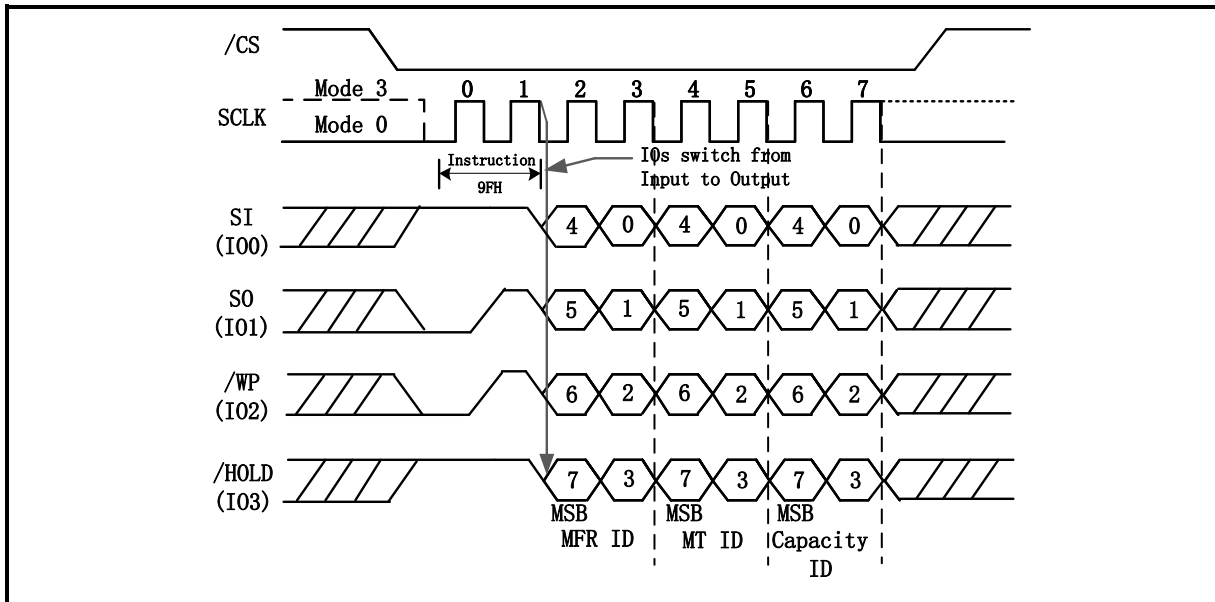 /CS
Mode 3
0 1 2 3 4 5 6 7
SCLK
Mode 0
Instruction
9FH
IOs switch from
Input to Output
SI
(IO0)
4 0 4 0 4 0
SO
(IO1)
5 1 5 1 5 1
/WP
(IO2)
6 2 6 2 6 2
/HOLD
(IO3)
7 3 7 3 7 3
MSB MSB MSB
MFR ID MT ID Capacity
ID